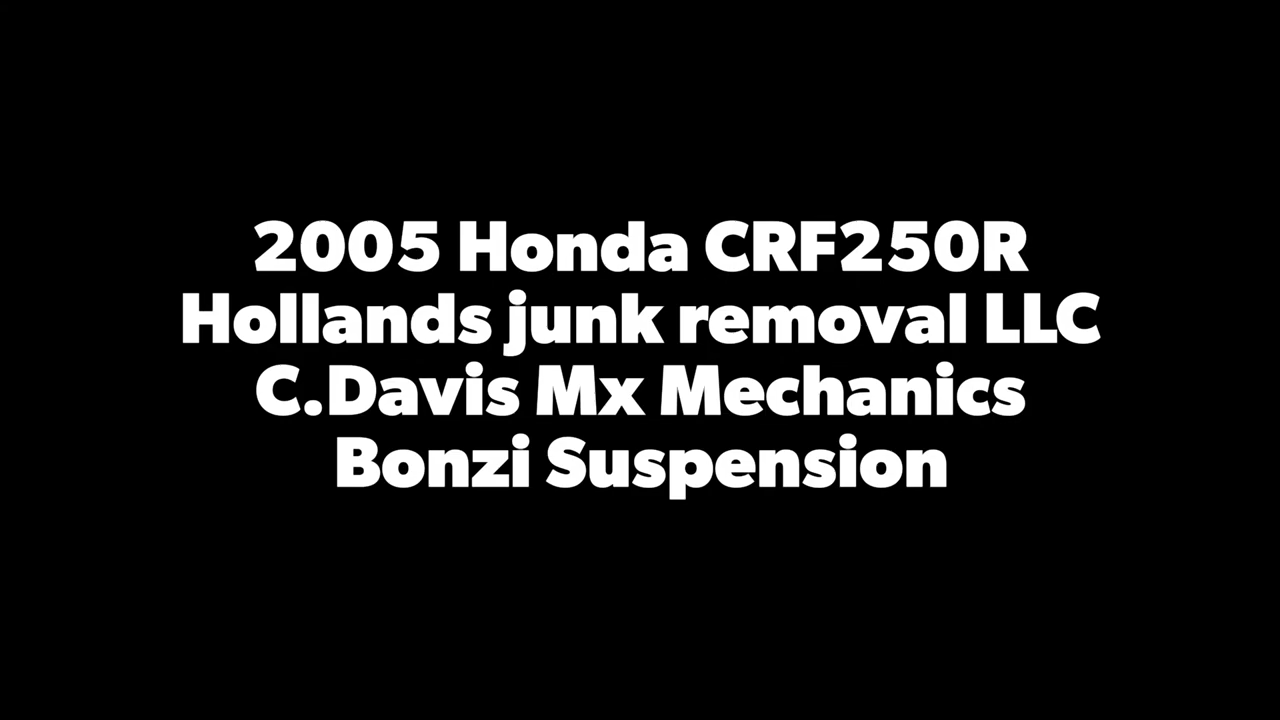 2005 Honda CRF250R
Hollands junk removal LLC
C.Davis Mx Mechanics
Bonzi Suspension